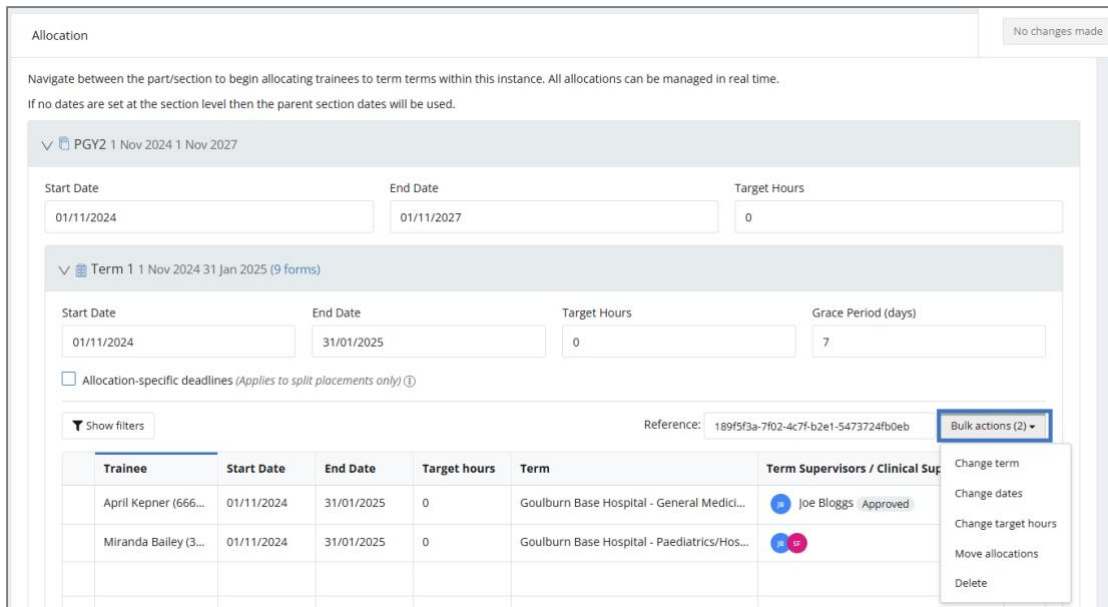 Allocation
No changes made
Navigate between the part/section to begin allocating trainees to term terms within this instance. All allocations can be managed in real time.
If no dates are set at the section level then the parent section dates will be used.
PGY2 1 Nov 2024 1 Nov 2027
Start Date End Date Target Hours
01/11/2024 01/11/2027 0
Term 1 1 Nov 2024 31 Jan 2025 (9 forms)
Start Date End Date Target Hours Grace Period (days)
01/11/2024 31/01/2025 0 7
Allocation-specific deadlines (Applies to split placements only)
Show filters Reference: 189f5f3a-7f02-4c7f-b2e1-5473724fb0eb Bulk actions (2)
Trainee Start Date End Date Target hours Term Term Supervisors / Clinical Sup
April Kepner (666... 01/11/2024 31/01/2025 0 Goulburn Base Hospital - General Medici... JB Joe Bloggs Approved
Miranda Bailey (3... 01/11/2024 31/01/2025 0 Goulburn Base Hospital - Paediatrics/Hos... JB SF
Change term
Change dates
Change target hours
Move allocations
Delete